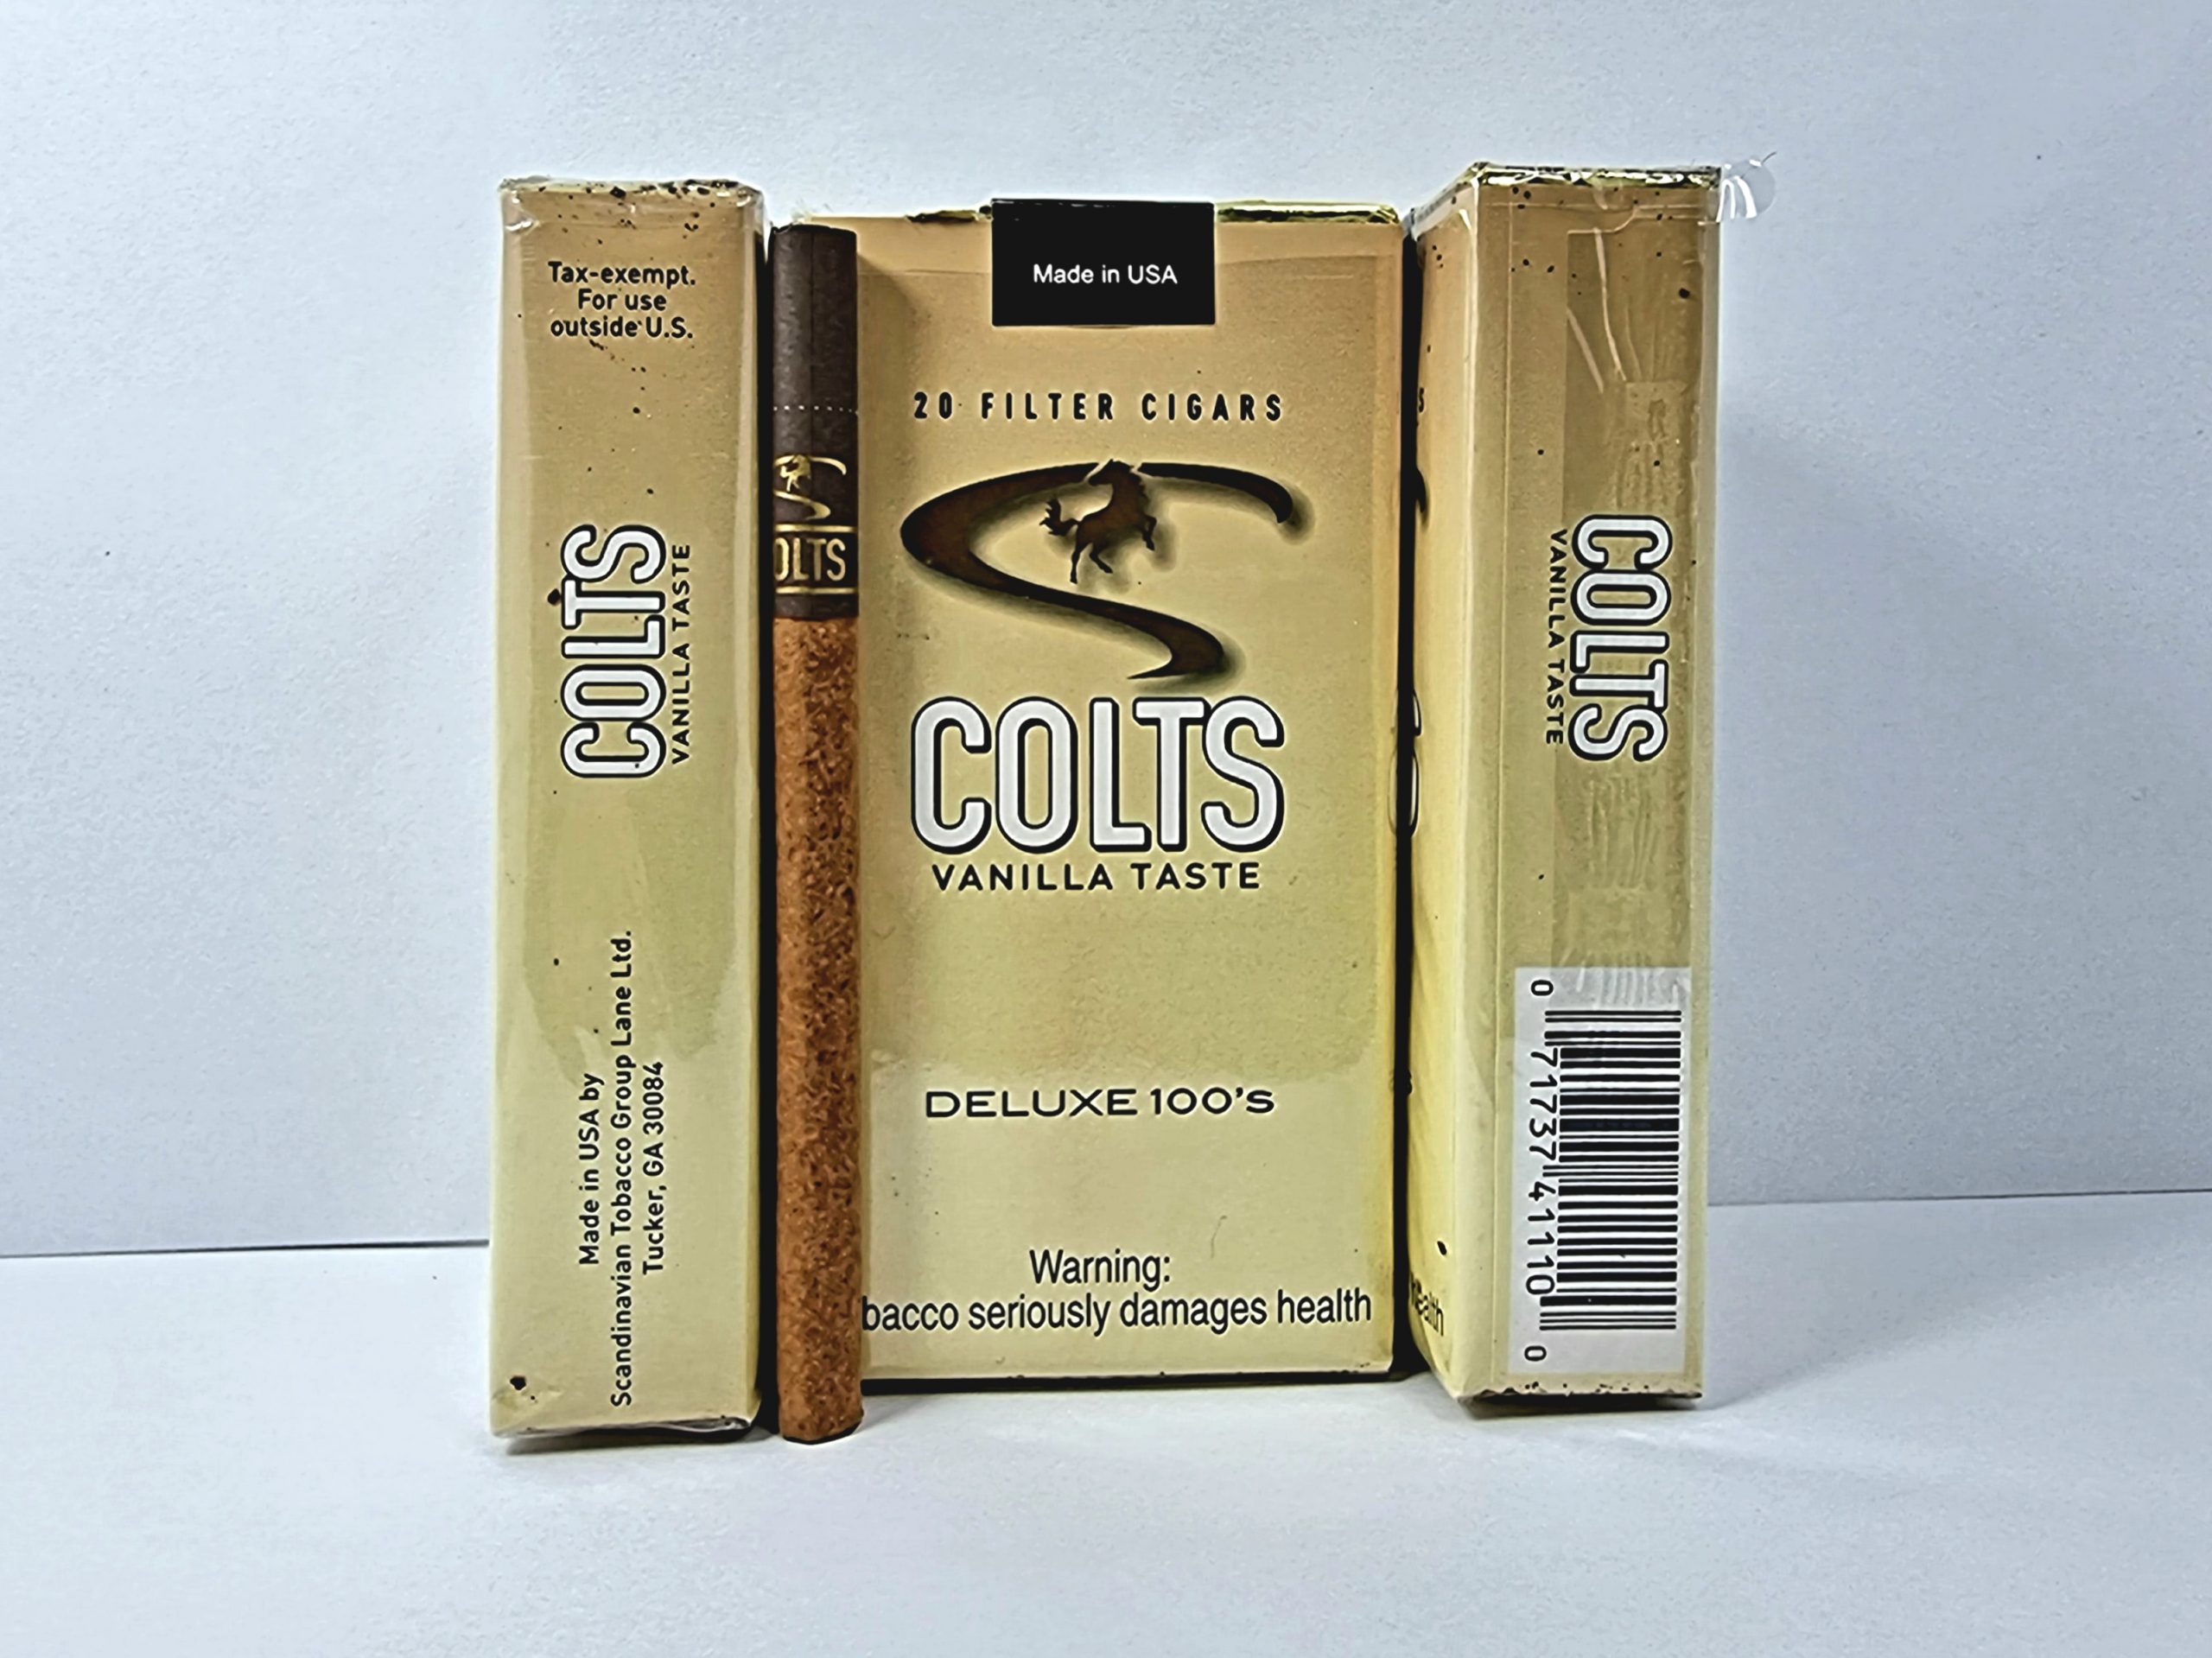 Tax-exempt.
For use
outside U.S.
COLTS
VANILLA TASTE
Made in USA by
Scandinavian Tobacco Group Lane Ltd.
Tucker, GA 30084
OLTS
Made in USA
20 FILTER CIGARS
COLTS
VANILLA TASTE
DELUXE 100'S
Warning:
bacco seriously damages health
COLTS
VANILLA TASTE
0 71737 41110 0